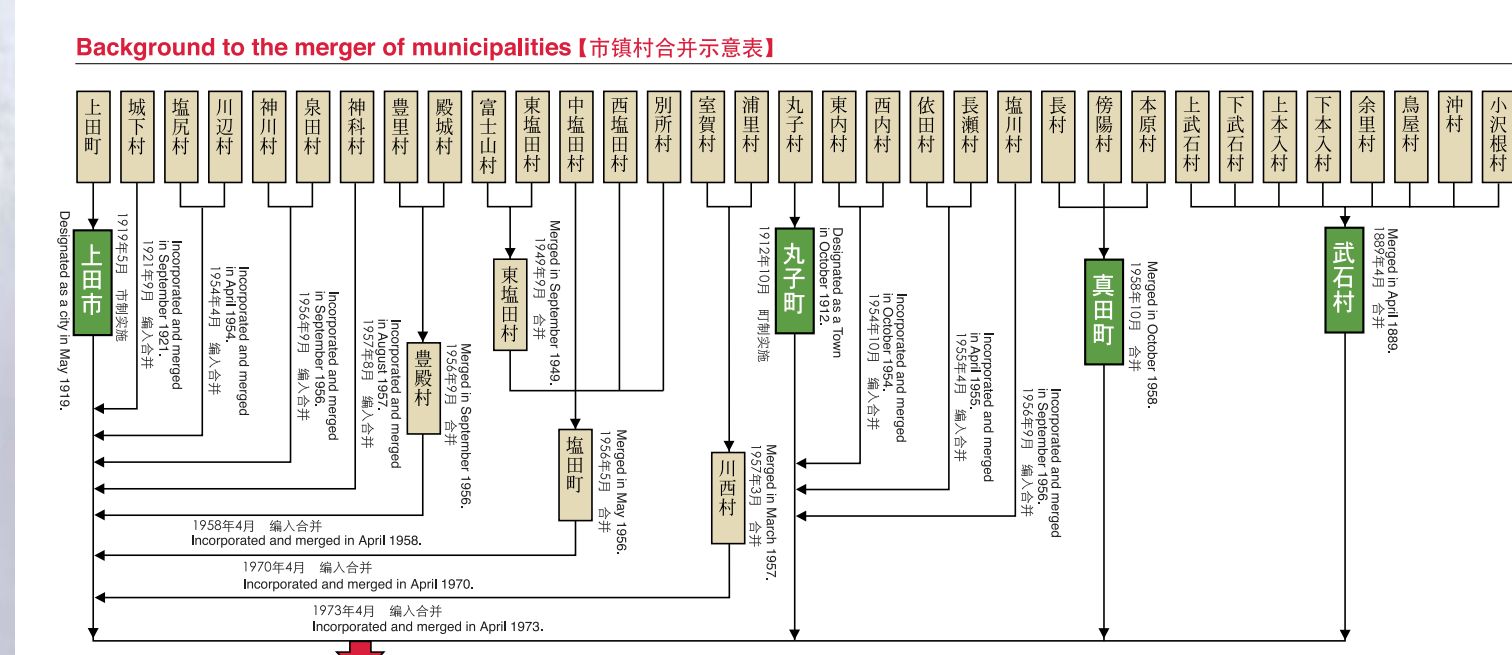 Background to the merger of municipalities【市镇村合并示意表】
上田町
城下村
塩尻村
川辺村
神川村
泉田村
神科村
豊里村
殿城村
富士山村
東塩田村
中塩田村
西塩田村
別所村
室賀村
浦里村
丸子村
東内村
西内村
依田村
長瀬村
塩川村
長村
傍陽村
本原村
上武石村
下武石村
上本入村
下本入村
余里村
鳥屋村
沖村
小沢根村
上田市
1919年5月 市制实施
Designated as a city in May 1919.
Incorporated and merged
in September 1921.
1921年9月 编入合并
Incorporated and merged
in April 1954.
1954年4月 编入合并
Incorporated and merged
in September 1956.
1956年9月 编入合并
Incorporated and merged
in August 1957.
1957年8月 编入合并
豊殿村
Merged in September 1956.
1956年9月 合并
東塩田村
Merged in September 1949.
1949年9月 合并
塩田町
Merged in May 1956.
1956年5月 合并
川西村
Merged in March 1957.
1957年3月 合并
丸子町
Designated as a Town
in October 1912.
1912年10月 町制实施
Incorporated and merged
in October 1954.
1954年10月 编入合并
Incorporated and merged
in April 1955.
1955年4月 编入合并
Incorporated and merged
in September 1956.
1956年9月 编入合并
真田町
Merged in October 1958.
1958年10月 合并
武石村
Merged in April 1889.
1889年4月 合并
1958年4月 编入合并
Incorporated and merged in April 1958.
1970年4月 编入合并
Incorporated and merged in April 1970.
1973年4月 编入合并
Incorporated and merged in April 1973.